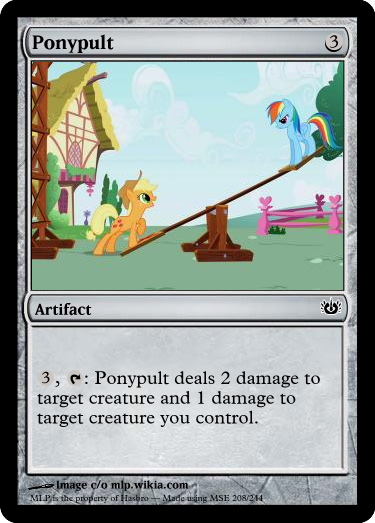 Ponypult 3
Artifact
3, : Ponypult deals 2 damage to
target creature and 1 damage to
target creature you control.
Image c/o mlp.wikia.com
MLP is the property of Hasbro — Made using MSE 208/244